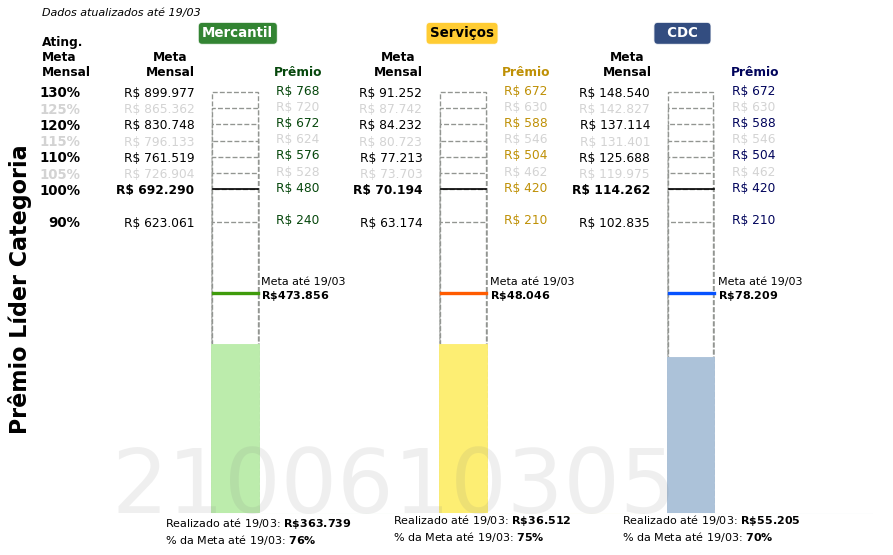 Dados atualizados até 19/03
Mercantil Serviços CDC
Ating.
Meta
Mensal
Meta
Mensal
Prêmio
Meta
Mensal
Prêmio
Meta
Mensal
Prêmio
130% R$ 899.977 R$ 768 R$ 91.252 R$ 672 R$ 148.540 R$ 672
125% R$ 865.362 R$ 720 R$ 87.742 R$ 630 R$ 142.827 R$ 630
120% R$ 830.748 R$ 672 R$ 84.232 R$ 588 R$ 137.114 R$ 588
115% R$ 796.133 R$ 624 R$ 80.723 R$ 546 R$ 131.401 R$ 546
110% R$ 761.519 R$ 576 R$ 77.213 R$ 504 R$ 125.688 R$ 504
105% R$ 726.904 R$ 528 R$ 73.703 R$ 462 R$ 119.975 R$ 462
100% R$ 692.290 R$ 480 R$ 70.194 R$ 420 R$ 114.262 R$ 420
90% R$ 623.061 R$ 240 R$ 63.174 R$ 210 R$ 102.835 R$ 210
Prêmio Líder Categoria
Meta até 19/03
R$473.856
Meta até 19/03
R$48.046
Meta até 19/03
R$78.209
2100610305
Realizado até 19/03: R$363.739
% da Meta até 19/03: 76%
Realizado até 19/03: R$36.512
% da Meta até 19/03: 75%
Realizado até 19/03: R$55.205
% da Meta até 19/03: 70%